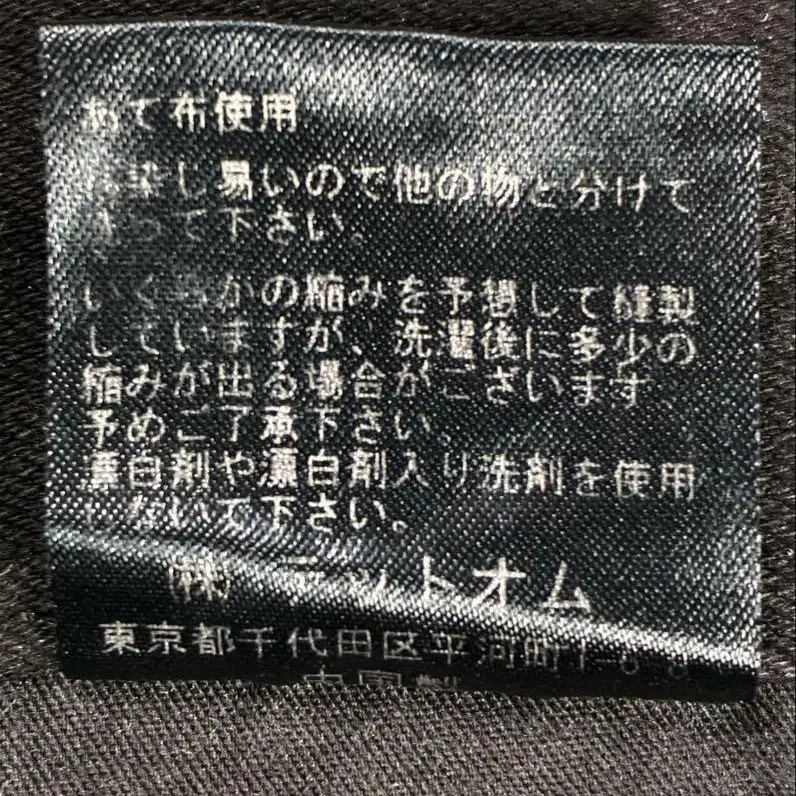 あて布使用
染し易いので他の物と分けて
って下さい。
いくらかの縮みを予想して縫製
していますが、洗濯後に多少の
縮みが出る場合がございます、
予めご了承下さい。
漂白剤や漂白剤入り洗剤を使用
しないで下さい。
㈱ テットオム
東京都千代田区平河町1-
中国製